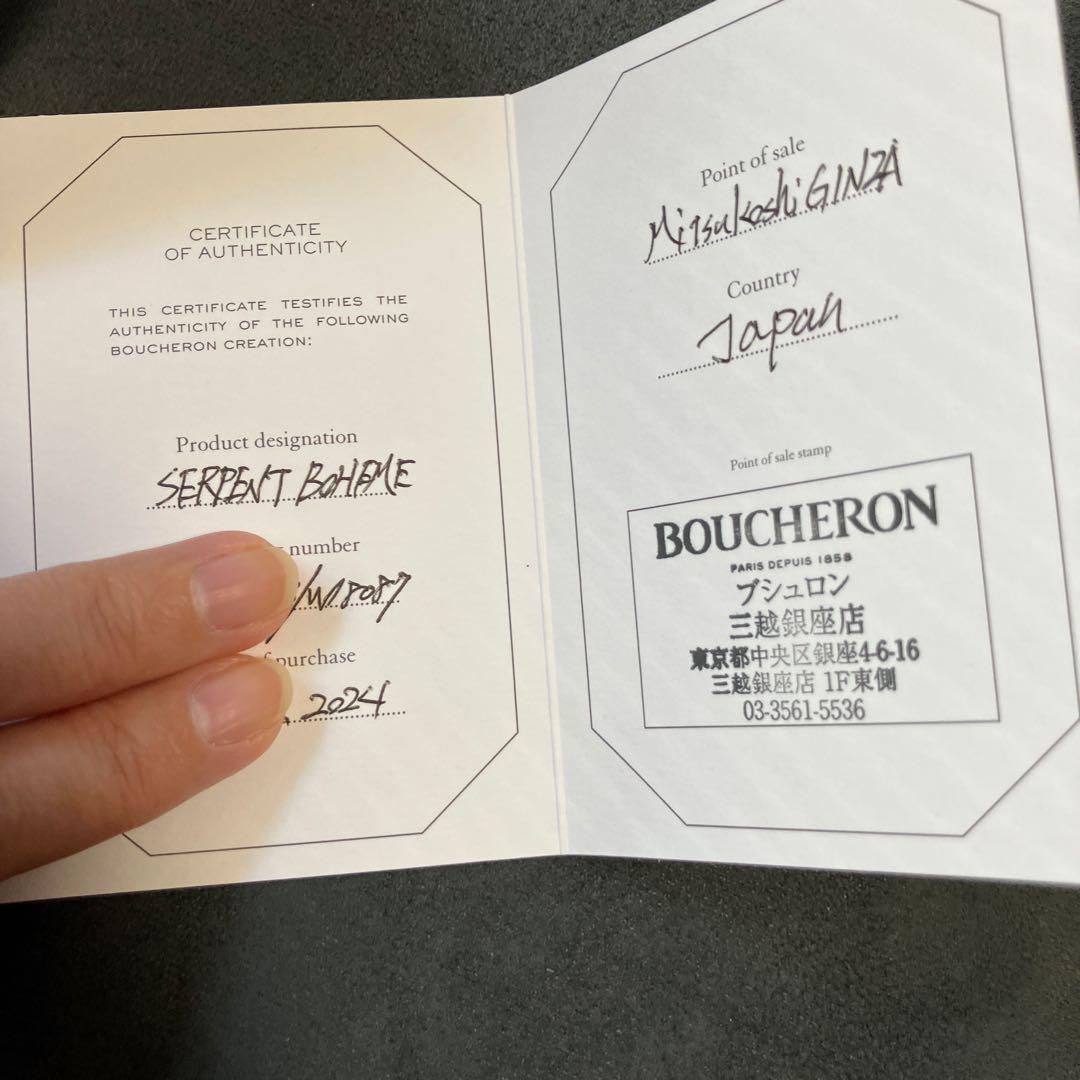 CERTIFICATE
OF AUTHENTICITY
THIS CERTIFICATE TESTIFIES THE
AUTHENTICITY OF THE FOLLOWING
BOUCHERON CREATION:
Product designation
SERPENT BOHEME
number
/W18087
purchase
2024
Point of sale
Mitsukoshi GINZA
Country
Japan
Point of sale stamp
BOUCHERON
PARIS DEPUIS 1858
ブシュロン
三越銀座店
東京都中央区銀座4-6-16
三越銀座店 1F東側
03-3561-5536